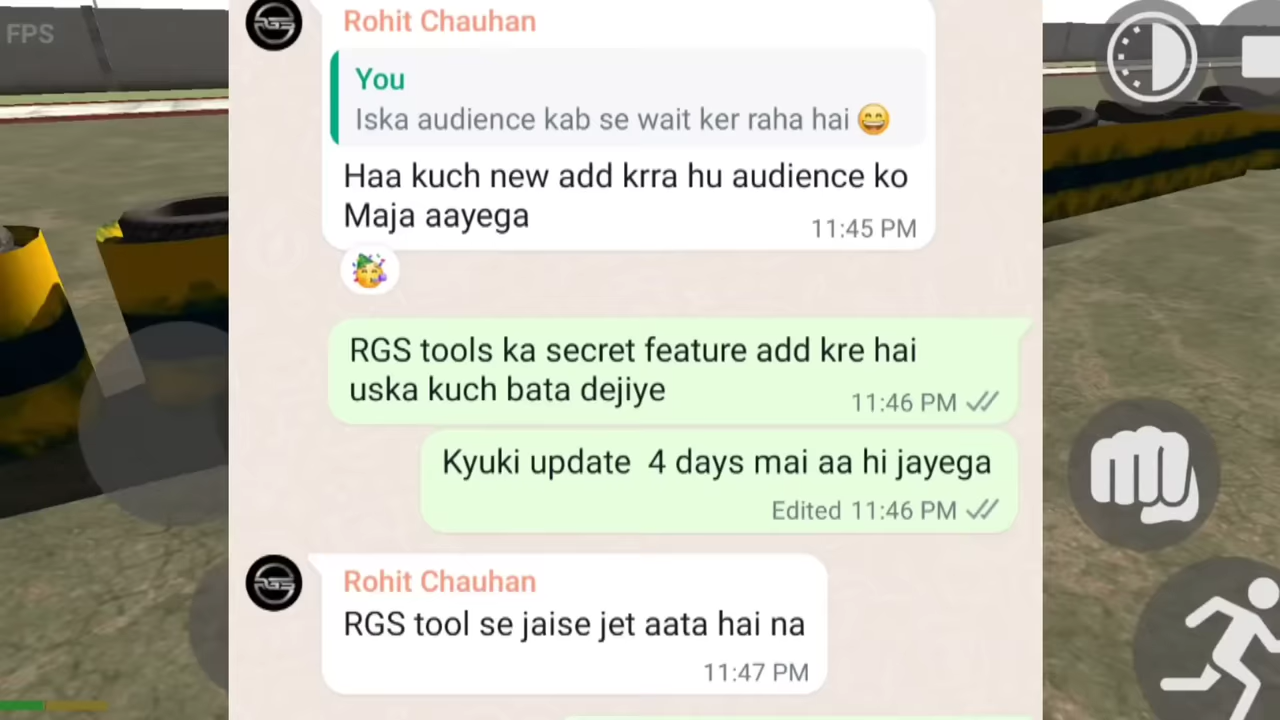 FPS
Rohit Chauhan
You
Iska audience kab se wait ker raha hai 😄
Haa kuch new add krra hu audience ko
Maja aayega
11:45 PM
RGS tools ka secret feature add kre hai
uska kuch bata dejiye
11:46 PM
Kyuki update 4 days mai aa hi jayega
Edited 11:46 PM
RGS
Rohit Chauhan
RGS tool se jaise jet aata hai na
11:47 PM